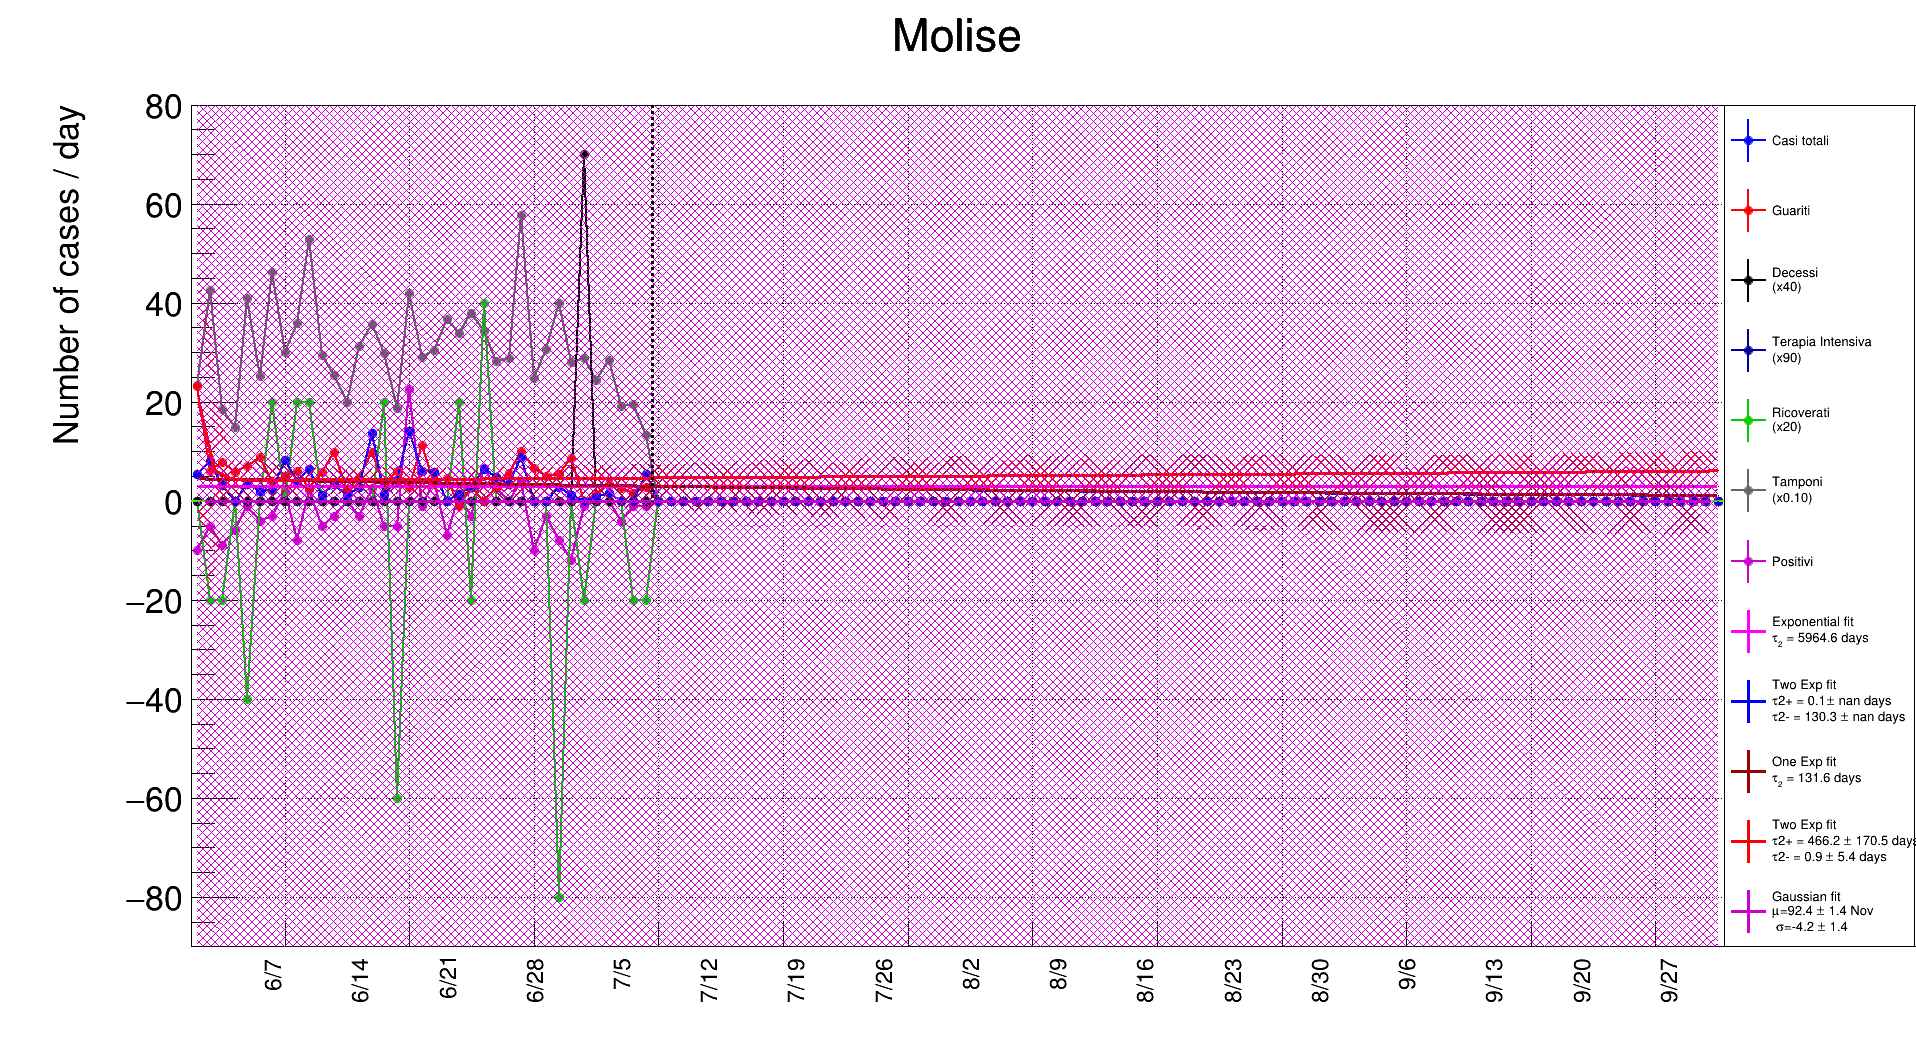 Molise
Number of cases / day
80
60
40
20
0
−20
−40
−60
−80
6/7
6/14
6/21
6/28
7/5
7/12
7/19
7/26
8/2
8/9
8/16
8/23
8/30
9/6
9/13
9/20
9/27
Casi totali
Guariti
Decessi
(x40)
Terapia Intensiva
(x90)
Ricoverati
(x20)
Tamponi
(x0.10)
Positivi
Exponential fit
τ2 = 5964.6 days
Two Exp fit
τ2+ = 0.1± nan days
τ2- = 130.3 ± nan days
One Exp fit
τ2 = 131.6 days
Two Exp fit
τ2+ = 466.2 ± 170.5 days
τ2- = 0.9 ± 5.4 days
Gaussian fit
μ=92.4 ± 1.4 Nov
σ=-4.2 ± 1.4